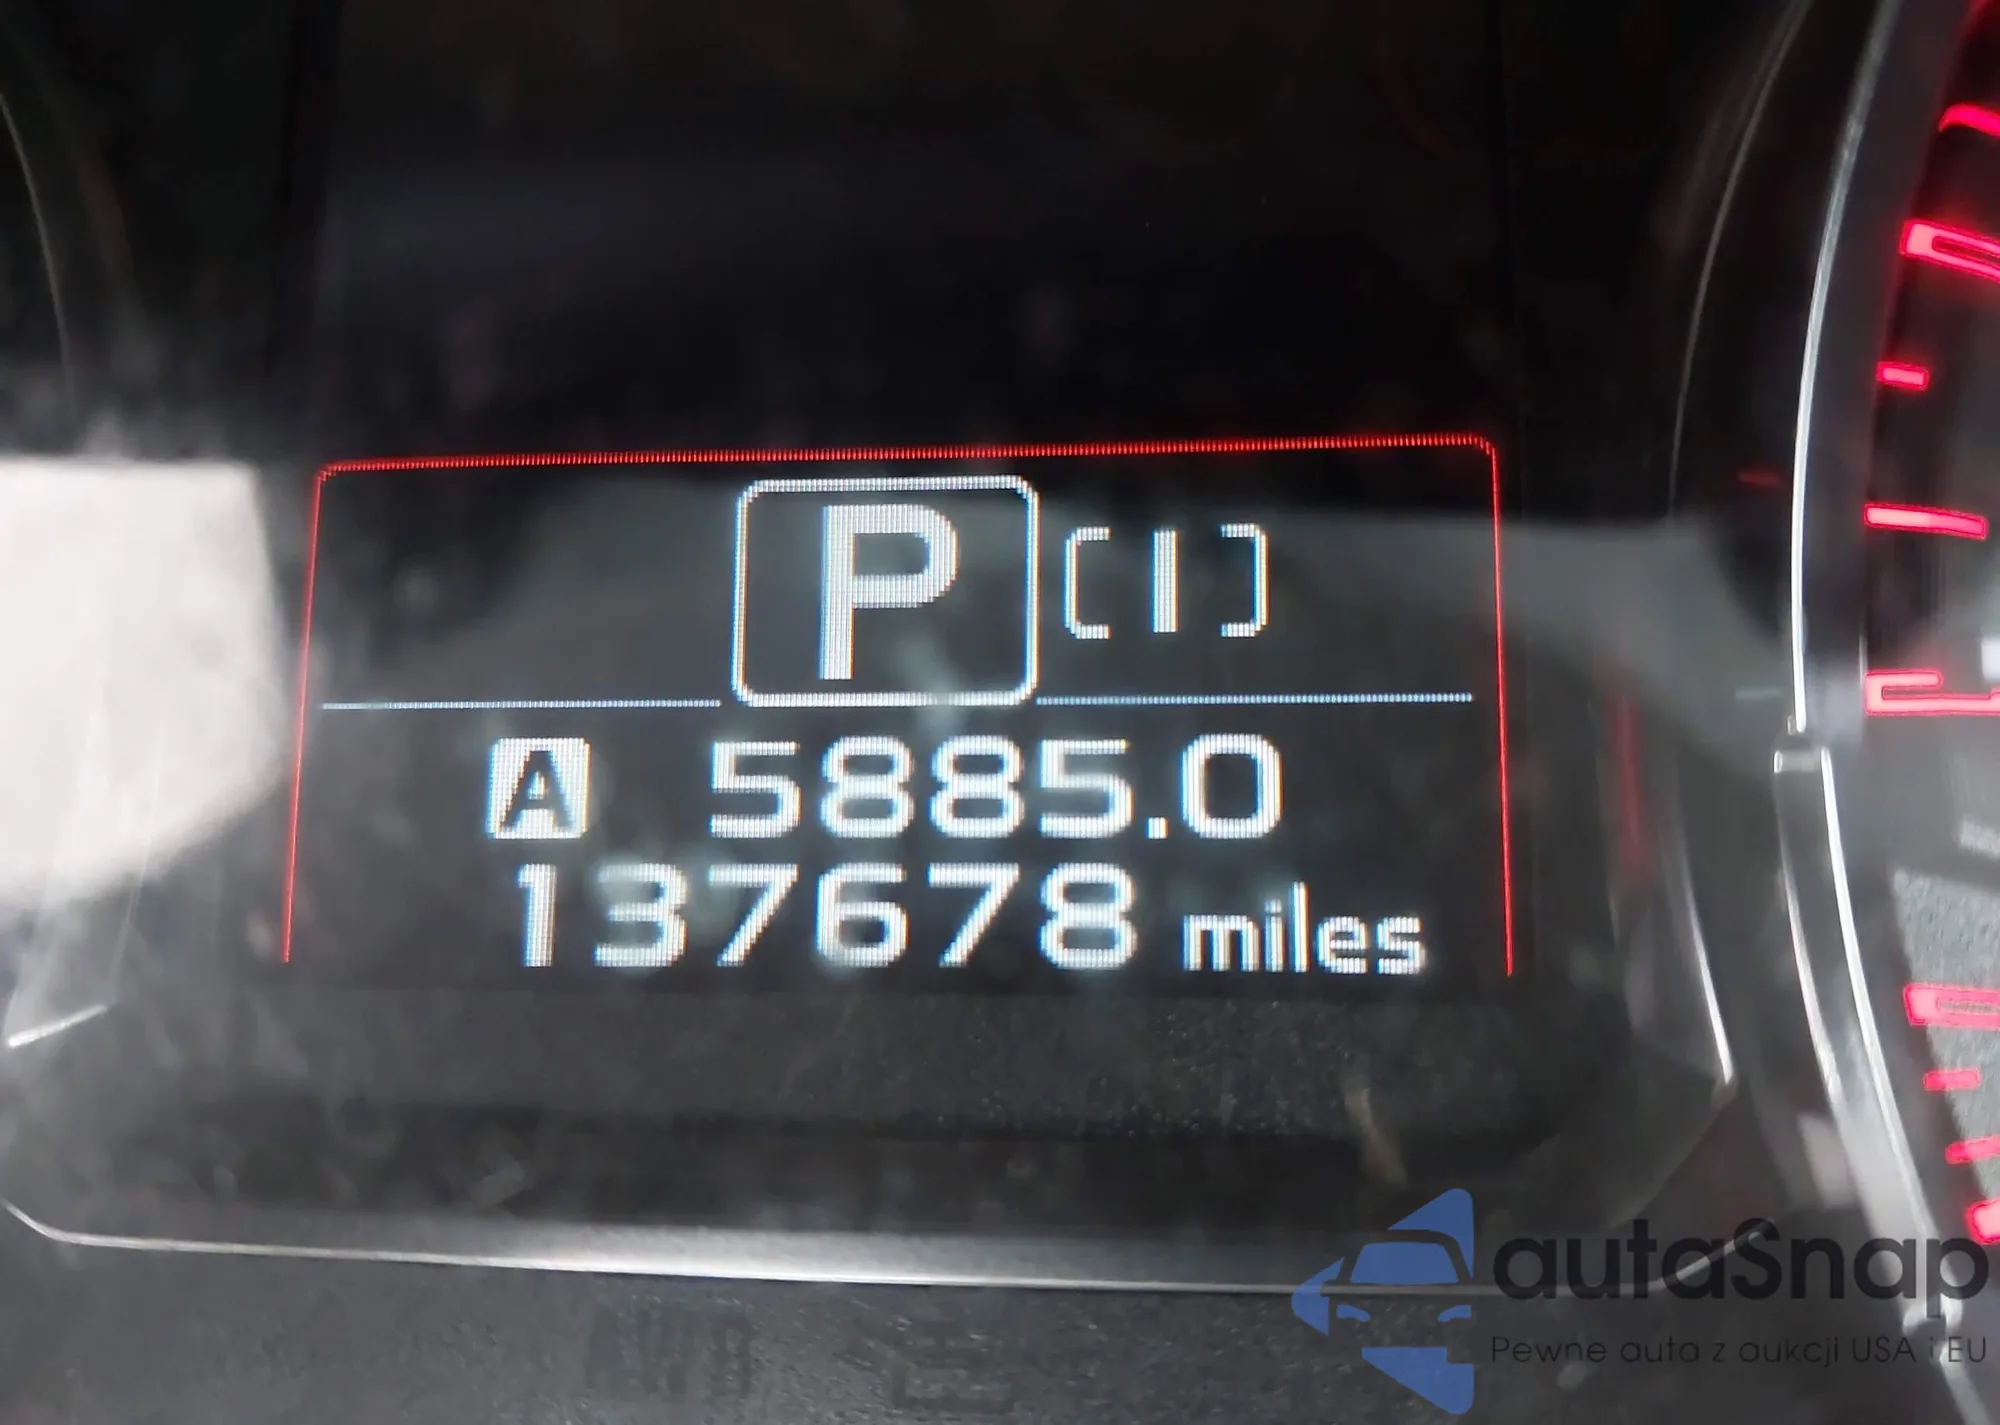 P [ I ]
A 5885.0
137678 miles
autaSnap
Pewne auta z aukcji USA i EU